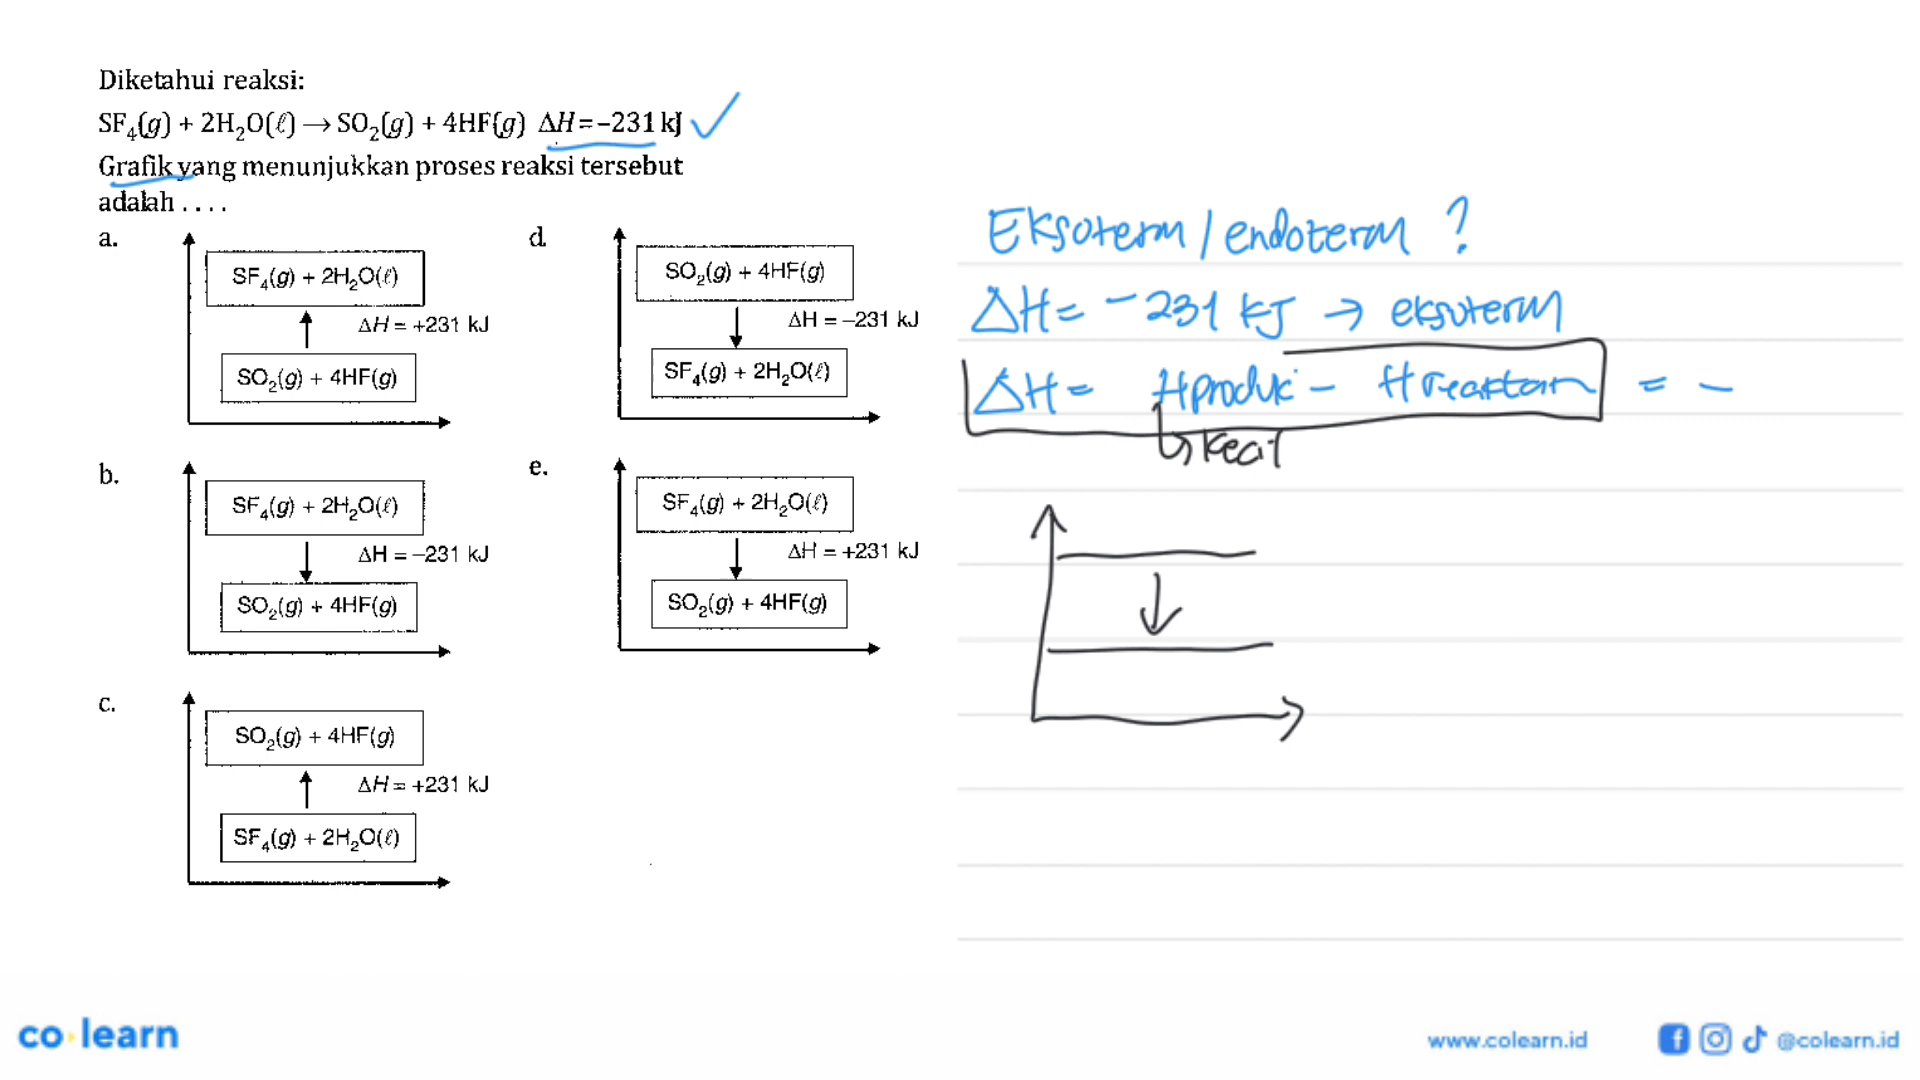 Diketahui reaksi:
SF₄(g) + 2H₂O(ℓ) → SO₂(g) + 4HF(g) ΔH = –231 kJ
Grafik yang menunjukkan proses reaksi tersebut
adalah . . . .
a.
SF₄(g) + 2H₂O(ℓ)
ΔH = +231 kJ
SO₂(g) + 4HF(g)
b.
SF₄(g) + 2H₂O(ℓ)
ΔH = –231 kJ
SO₂(g) + 4HF(g)
c.
SO₂(g) + 4HF(g)
ΔH = +231 kJ
SF₄(g) + 2H₂O(ℓ)
d.
SO₂(g) + 4HF(g)
ΔH = –231 kJ
SF₄(g) + 2H₂O(ℓ)
e.
SF₄(g) + 2H₂O(ℓ)
ΔH = +231 kJ
SO₂(g) + 4HF(g)
Eksoterm / endoterm ?
ΔH = -231 kJ → eksoterm
ΔH = Hproduk - Hreaktan = -
↳ kecil
co learn
www.colearn.id
@colearn.id